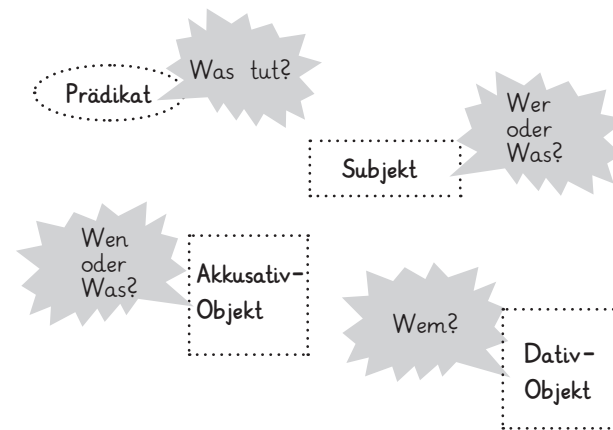 Was tut?
Prädikat
Wer
oder
Was?
Subjekt
Wen
oder
Was?
Akkusativ-
Objekt
Wem?
Dativ-
Objekt